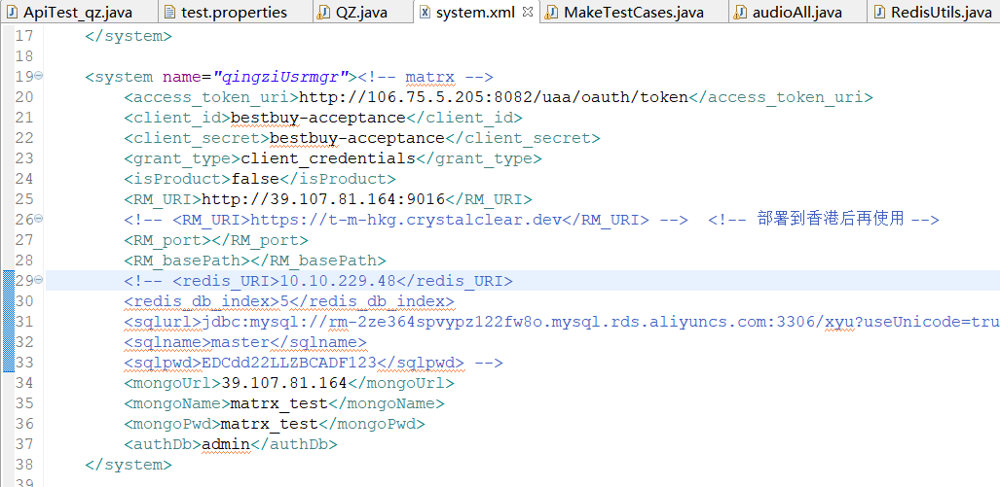 ApiTest_qz.java test.properties QZ.java system.xml MakeTestCases.java audioAll.java RedisUtils.java
17 </system>
18
19 <system name="qingziUsrmgr"><!-- matrx -->
20 <access_token_uri>http://106.75.5.205:8082/uaa/oauth/token</access_token_uri>
21 <client_id>bestbuy-acceptance</client_id>
22 <client_secret>bestbuy-acceptance</client_secret>
23 <grant_type>client_credentials</grant_type>
24 <isProduct>false</isProduct>
25 <RM_URI>http://39.107.81.164:9016</RM_URI>
26 <!-- <RM_URI>https://t-m-hkg.crystalclear.dev</RM_URI> --> <!-- 部署到香港后再使用 -->
27 <RM_port></RM_port>
28 <RM_basePath></RM_basePath>
29 <!-- <redis_URI>10.10.229.48</redis_URI>
30 <redis_db_index>5</redis_db_index>
31 <sqlurl>jdbc:mysql://rm-2ze364spvypz122fw8o.mysql.rds.aliyuncs.com:3306/xyu?useUnicode=tru
32 <sqlname>master</sqlname>
33 <sqlpwd>EDCdd22LLZBCADF123</sqlpwd> -->
34 <mongoUrl>39.107.81.164</mongoUrl>
35 <mongoName>matrx_test</mongoName>
36 <mongoPwd>matrx_test</mongoPwd>
37 <authDb>admin</authDb>
38 </system>
39